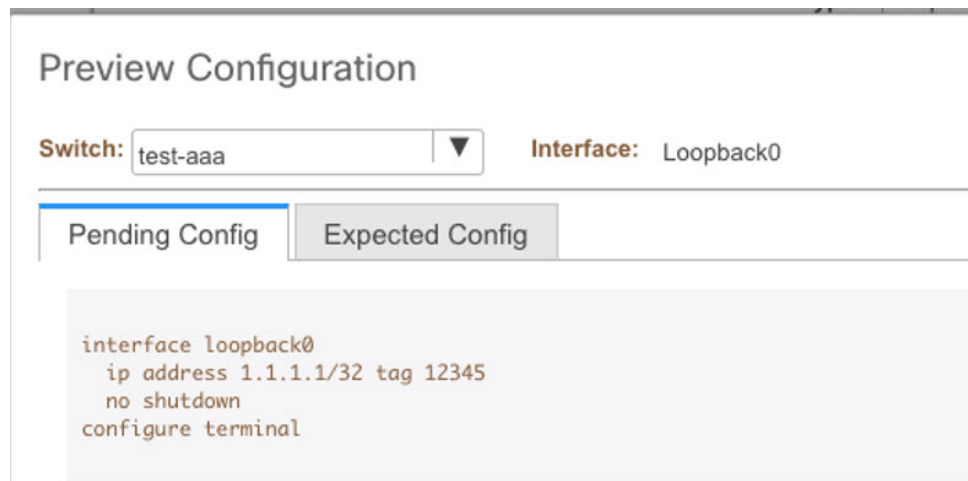 Preview Configuration
Switch: test-aaa ▼ Interface: Loopback0
Pending Config Expected Config
interface loopback0
  ip address 1.1.1.1/32 tag 12345
  no shutdown
configure terminal